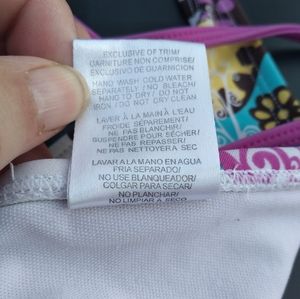 EXCLUSIVE OF TRIM/
GARNITURE NON COMPRISE/
EXCLUSIVO DE GUARNICION
HAND WASH COLD WATER
SEPARATELY/ NO BLEACH/
HANG TO DRY/ DO NOT
IRON /DO NOT DRY CLEAN
LAVER À LA MAIN À L'EAU
FROIDE SÉPARÉMENT/
NE PAS BLANCHIR/
SUSPENDRE POUR SÉCHER/
NE PAS REPASSER/
NE PAS NETTOYER A SEC
LAVAR A LA MANO EN AGUA
FRIA SEPARADO/
NO USE BLANQUEADOR/
COLGAR PARA SECAR/
NO PLANCHAR/
NO LIMPIAR A SECO